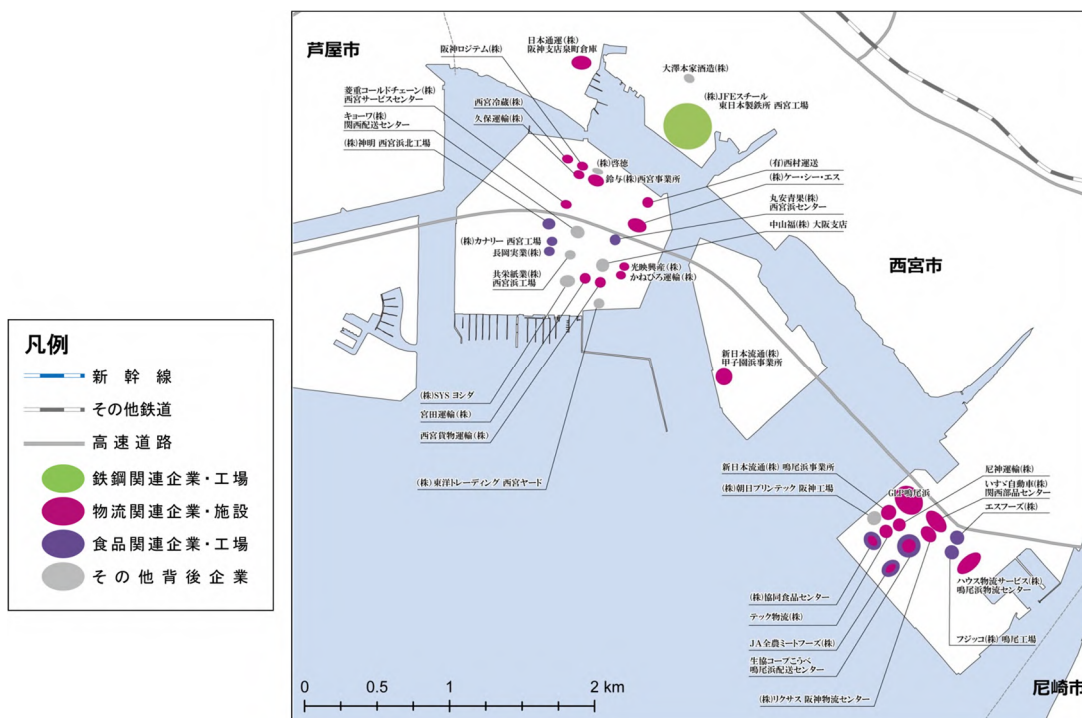 芦屋市
阪神ロジテム(株)
日本通運(株)
阪神支店泉町倉庫
大澤本家酒造(株)
菱重コールドチェーン(株)
西宮サービスセンター
(株)JFEスチール
東日本製鉄所 西宮工場
西宮冷蔵(株)
キョーワ(株)
関西配送センター
久保運輸(株)
(株)神明 西宮浜北工場
(株)啓徳
鈴与(株)西宮事業所
(有)西村運送
(株)ケー・シー・エス
丸安青果(株)
西宮浜センター
中山福(株) 大阪支店
(株)カナリー 西宮工場
長岡実業(株)
西宮市
共栄紙業(株)
西宮浜工場
光映興産(株)
かねひろ運輸(株)
新日本流通(株)
甲子園浜事業所
(株)SYS ヨシダ
宮田運輸(株)
西宮貨物運輸(株)
(株)東洋トレーディング 西宮ヤード
新日本流通(株) 鳴尾浜事業所
(株)朝日プリンテック 阪神工場
尼神運輸(株)
いすゞ自動車(株)
関西部品センター
エスフーズ(株)
GLP鳴尾浜
ハウス物流サービス(株)
鳴尾浜物流センター
(株)協同食品センター
テック物流(株)
JA全農ミートフーズ(株)
フジッコ(株) 鳴尾工場
生協コープこうべ
鳴尾浜配送センター
(株)リクサス 阪神物流センター
尼崎市
凡例
新幹線
その他鉄道
高速道路
鉄鋼関連企業・工場
物流関連企業・施設
食品関連企業・工場
その他背後企業
0 0.5 1 2 km